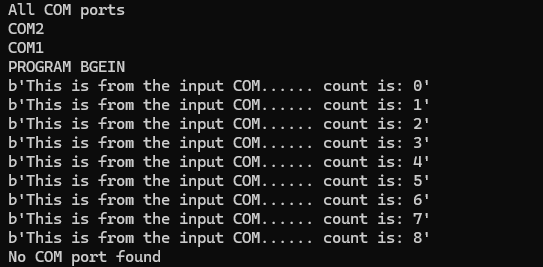 All COM ports
COM2
COM1
PROGRAM BGEIN
b'This is from the input COM...... count is: 0'
b'This is from the input COM...... count is: 1'
b'This is from the input COM...... count is: 2'
b'This is from the input COM...... count is: 3'
b'This is from the input COM...... count is: 4'
b'This is from the input COM...... count is: 5'
b'This is from the input COM...... count is: 6'
b'This is from the input COM...... count is: 7'
b'This is from the input COM...... count is: 8'
No COM port found